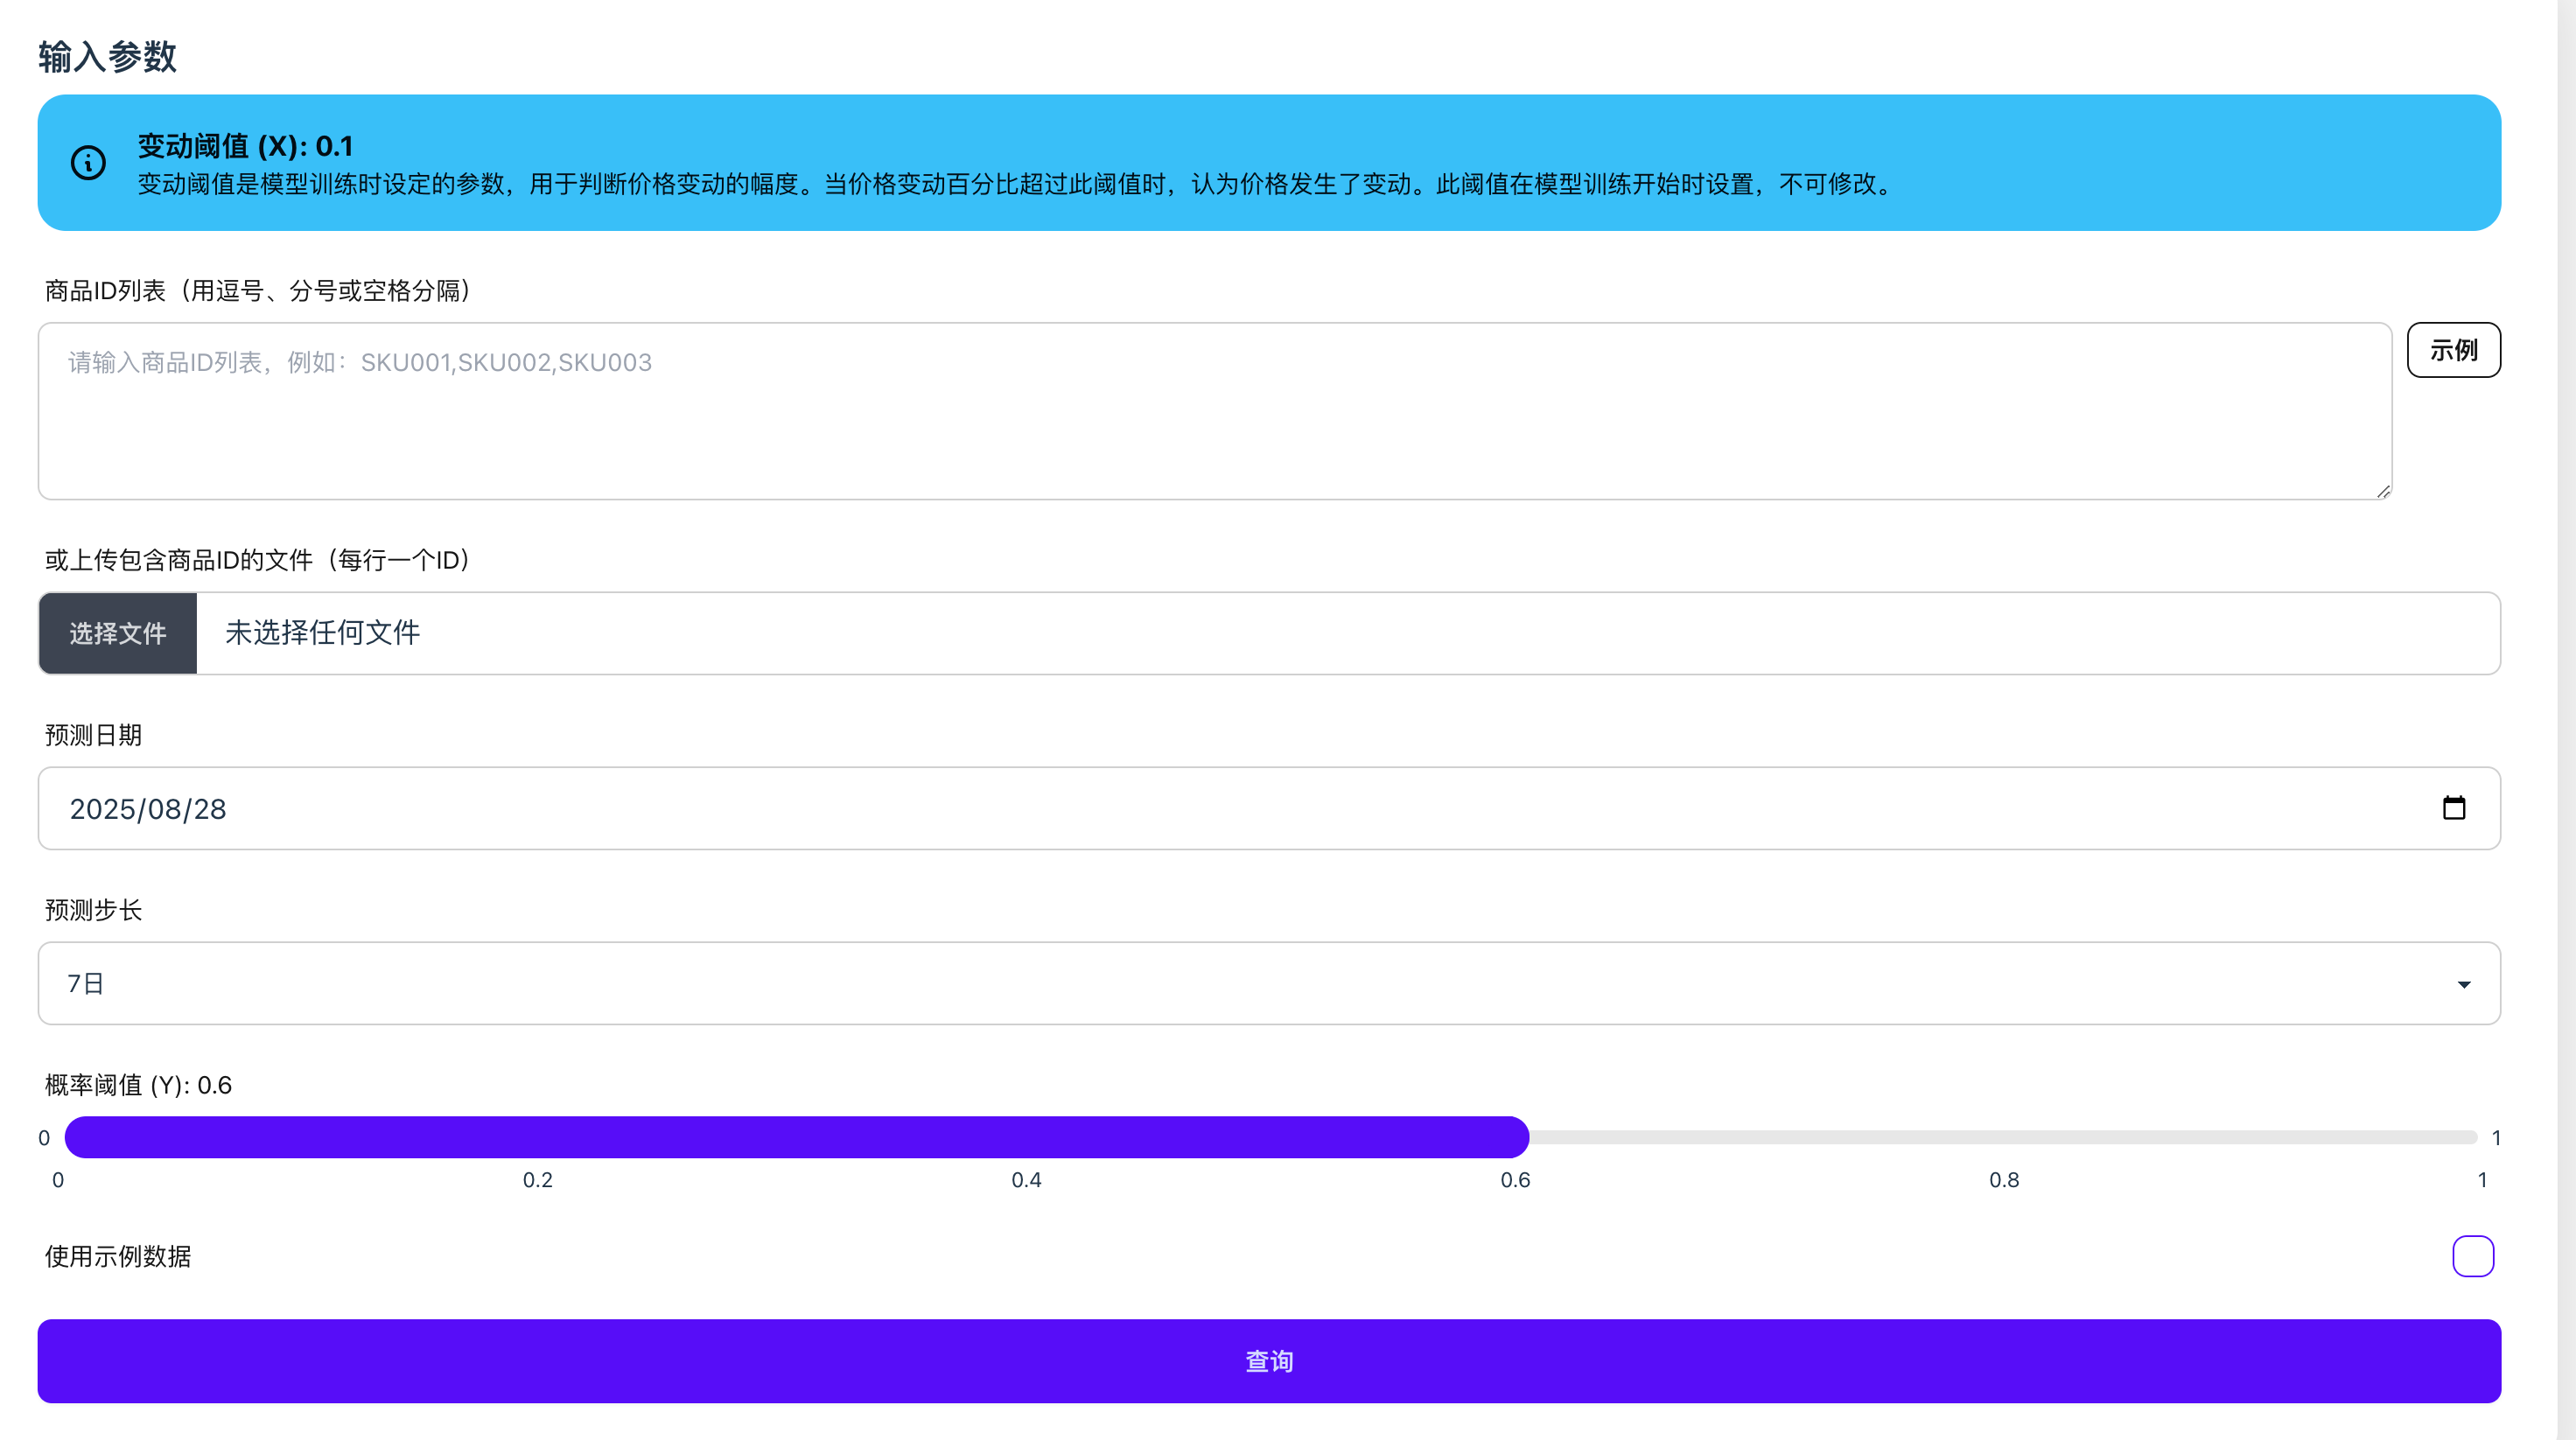 输入参数
变动阈值 (X): 0.1
变动阈值是模型训练时设定的参数，用于判断价格变动的幅度。当价格变动百分比超过此阈值时，认为价格发生了变动。此阈值在模型训练开始时设置，不可修改。
商品ID列表（用逗号、分号或空格分隔）
请输入商品ID列表，例如：SKU001,SKU002,SKU003
示例
或上传包含商品ID的文件（每行一个ID）
选择文件 未选择任何文件
预测日期
2025/08/28
预测步长
7日
概率阈值 (Y): 0.6
0 1
0 0.2 0.4 0.6 0.8 1
使用示例数据
查询